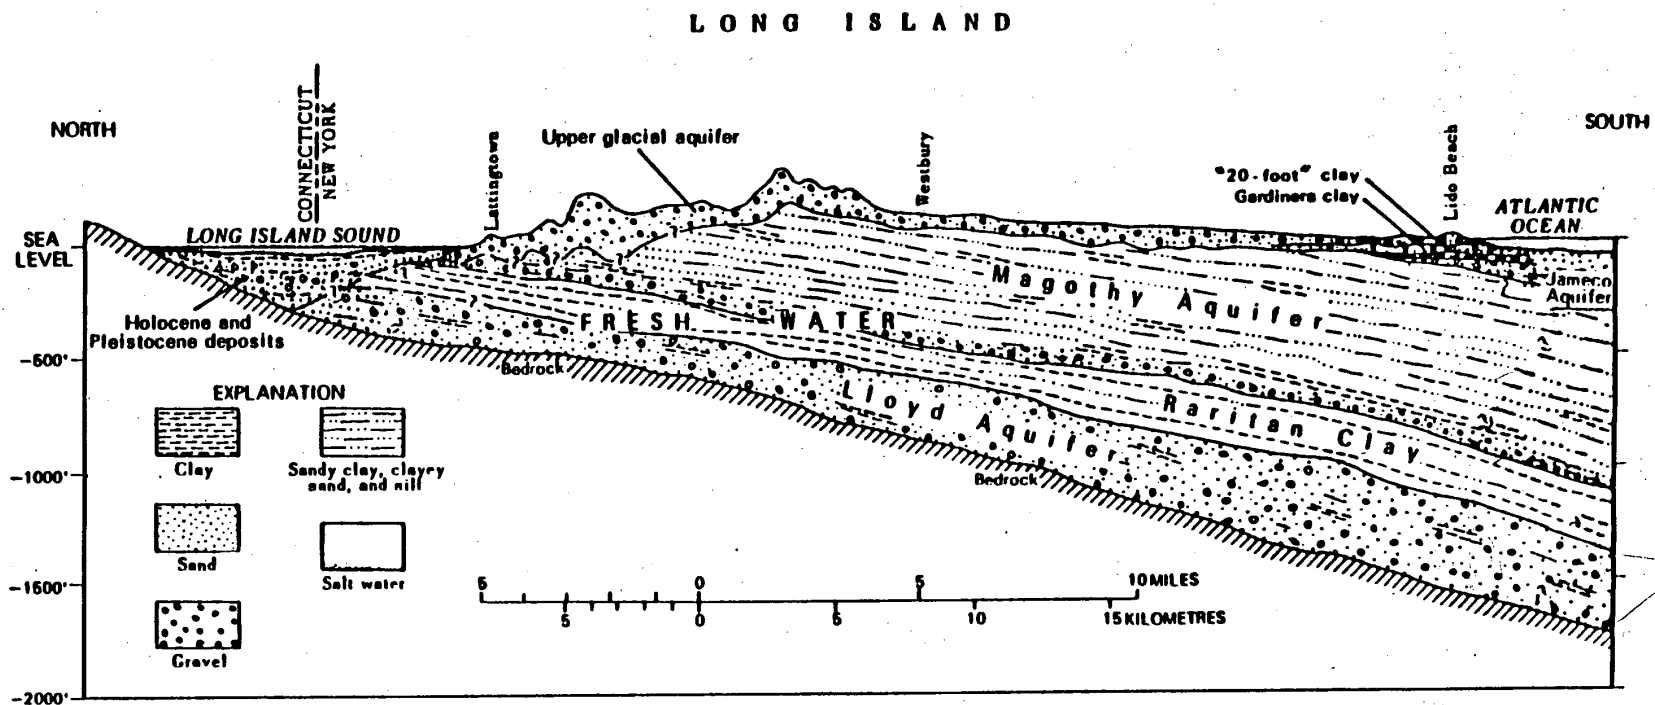 LONG ISLAND
CONNECTICUT
NEW YORK
NORTH
SOUTH
Lattingtown
Upper glacial aquifer
Westbury
"20-foot" clay
Gardiners clay
Lido Beach
ATLANTIC
OCEAN
SEA
LEVEL
LONG ISLAND SOUND
Magothy Aquifer
Jameco
Aquifer
Holocene and
Pleistocene deposits
FRESH WATER
-500'
Bedrock
Lloyd Aquifer
Raritan Clay
EXPLANATION
Clay
Sandy clay, clayey
sand, and sill
-1000'
Bedrock
Sand
Salt water
-1500'
Gravel
5 0 5 10 MILES
5 0 5 10 15 KILOMETRES
-2000'